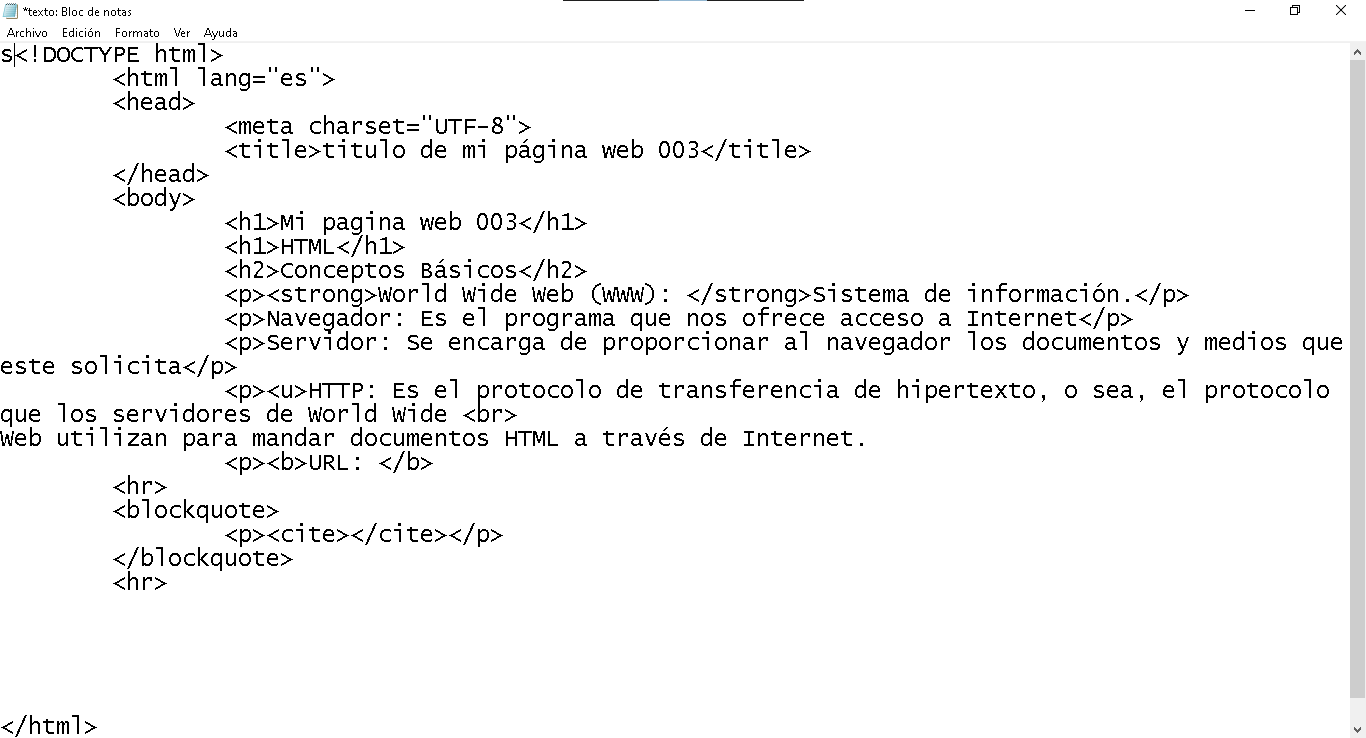 *texto: Bloc de notas
Archivo Edición Formato Ver Ayuda
s<!DOCTYPE html>
<html lang="es">
<head>
<meta charset="UTF-8">
<title>titulo de mi página web 003</title>
</head>
<body>
<h1>Mi pagina web 003</h1>
<h1>HTML</h1>
<h2>Conceptos Básicos</h2>
<p><strong>World Wide Web (WWW): </strong>Sistema de información.</p>
<p>Navegador: Es el programa que nos ofrece acceso a Internet</p>
<p>Servidor: Se encarga de proporcionar al navegador los documentos y medios que
este solicita</p>
<p><u>HTTP: Es el protocolo de transferencia de hipertexto, o sea, el protocolo
que los servidores de World Wide <br>
Web utilizan para mandar documentos HTML a través de Internet.
<p><b>URL: </b>
<hr>
<blockquote>
<p><cite></cite></p>
</blockquote>
<hr>
</html>